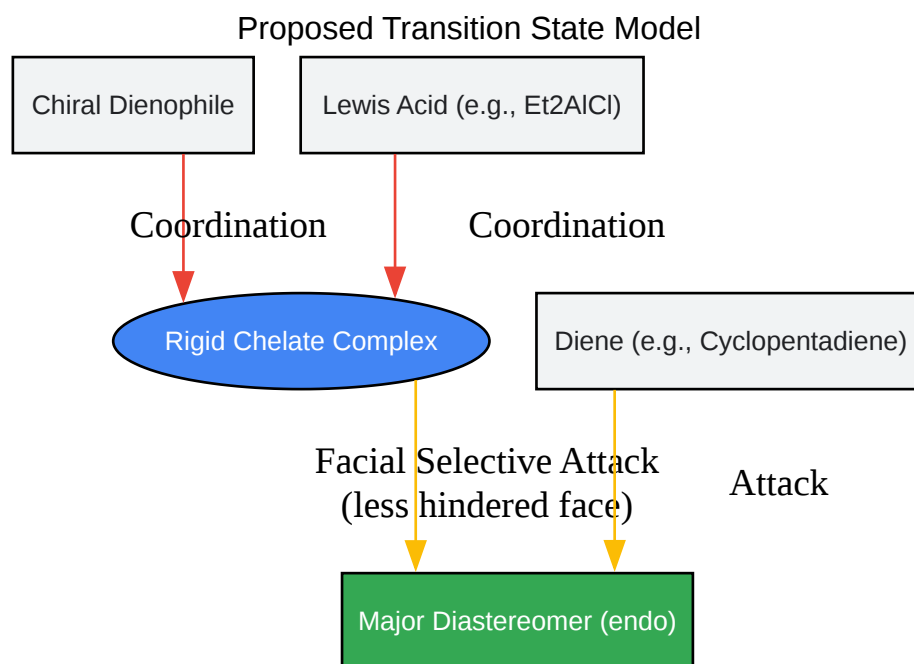 Proposed Transition State Model
Chiral Dienophile
Lewis Acid (e.g., Et2AlCl)
Coordination
Coordination
Rigid Chelate Complex
Diene (e.g., Cyclopentadiene)
Facial Selective Attack
(less hindered face)
Attack
Major Diastereomer (endo)